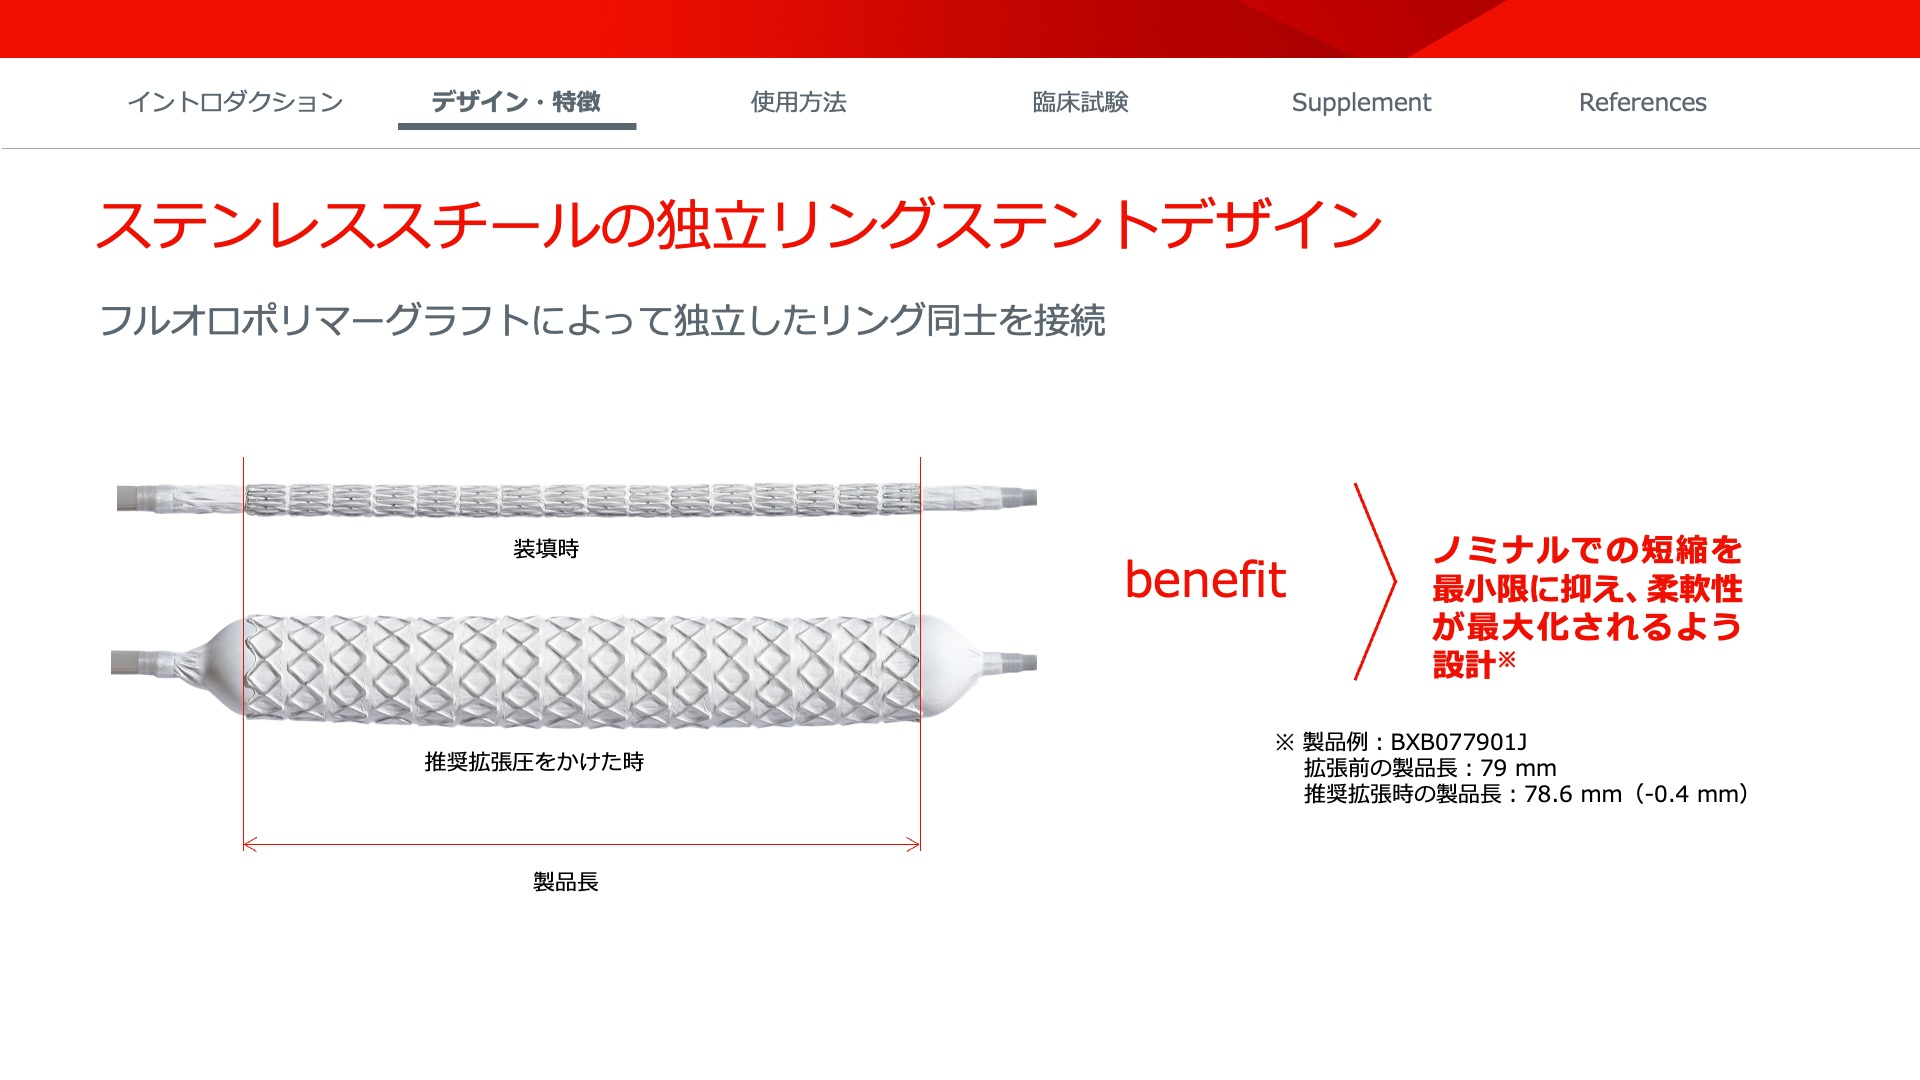 イントロダクション
デザイン・特徴
使用方法
臨床試験
Supplement
References
ステンレススチールの独立リングステントデザイン
フルオロポリマーグラフトによって独立したリング同士を接続
装填時
推奨拡張圧をかけた時
製品長
benefit
ノミナルでの短縮を
最小限に抑え、柔軟性
が最大化されるよう
設計※
※ 製品例：BXB077901J
拡張前の製品長：79 mm
推奨拡張時の製品長：78.6 mm（-0.4 mm）